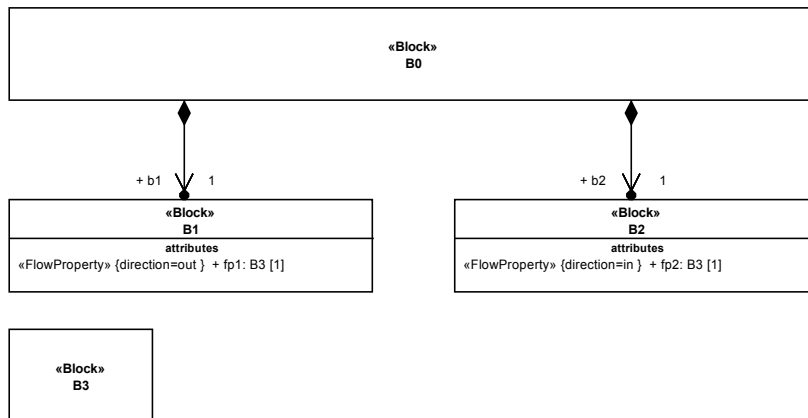 «Block»
B0
+ b1 1
+ b2 1
«Block»
B1
attributes
«FlowProperty» {direction=out } + fp1: B3 [1]
«Block»
B2
attributes
«FlowProperty» {direction=in } + fp2: B3 [1]
«Block»
B3